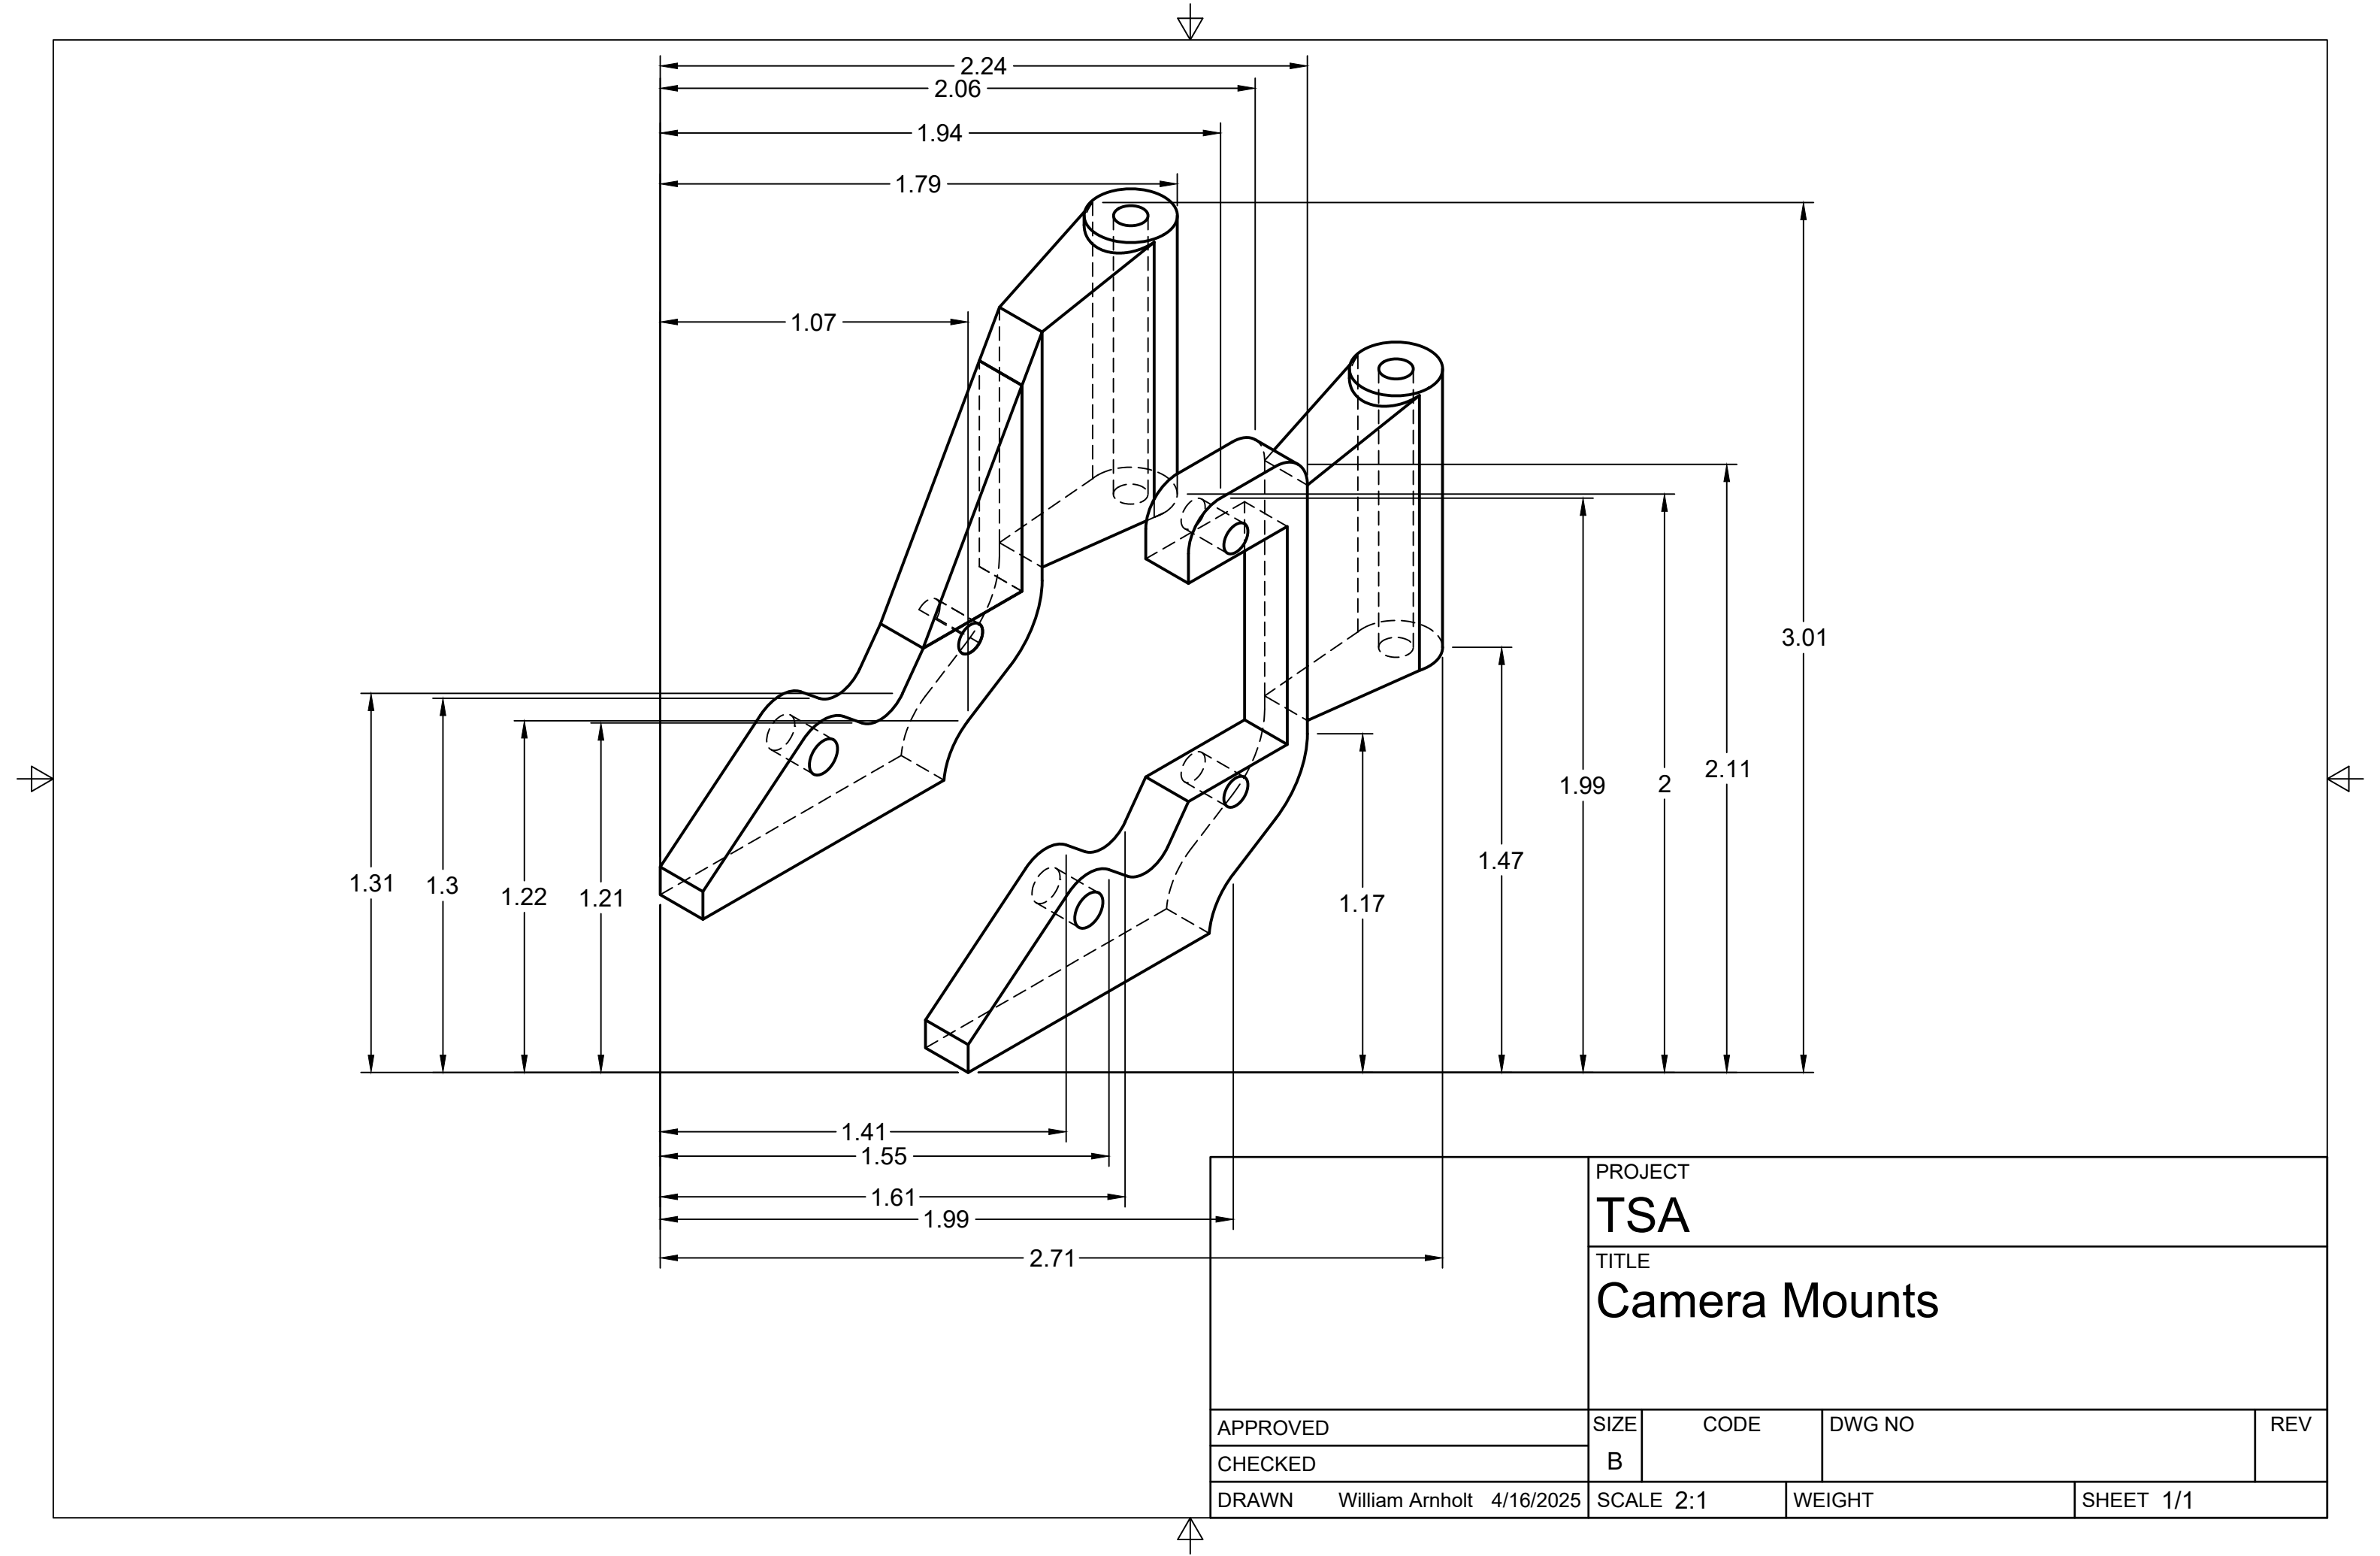 2.24
2.06
1.94
1.79
1.07
3.01
2.11
1.99
2
1.47
1.31
1.3
1.22
1.21
1.17
1.41
1.55
1.61
1.99
2.71
PROJECT
TSA
TITLE
Camera Mounts
APPROVED
CHECKED
DRAWN William Arnholt 4/16/2025
SIZE CODE DWG NO REV
B
SCALE 2:1 WEIGHT SHEET 1/1